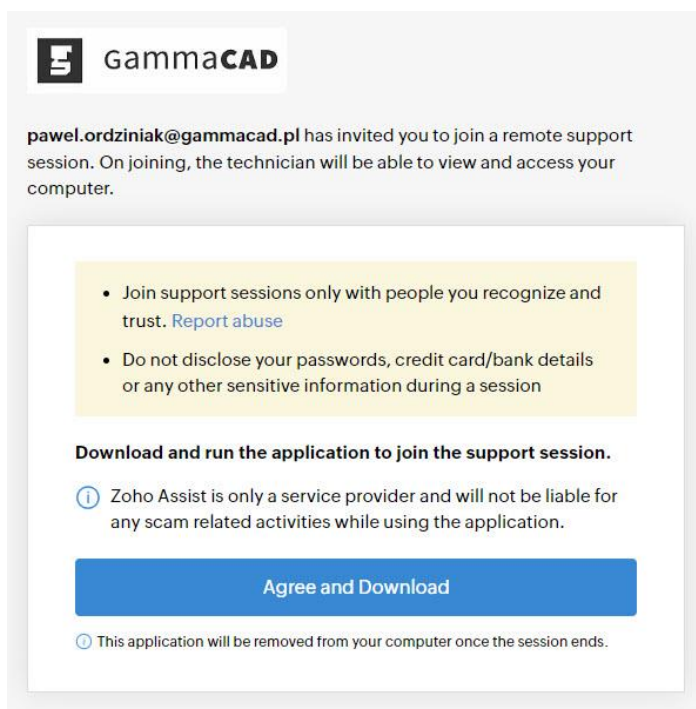 GammaCAD
pawel.ordziniak@gammacad.pl has invited you to join a remote support
session. On joining, the technician will be able to view and access your
computer.
• Join support sessions only with people you recognize and
trust. Report abuse
• Do not disclose your passwords, credit card/bank details
or any other sensitive information during a session
Download and run the application to join the support session.
Zoho Assist is only a service provider and will not be liable for
any scam related activities while using the application.
Agree and Download
This application will be removed from your computer once the session ends.